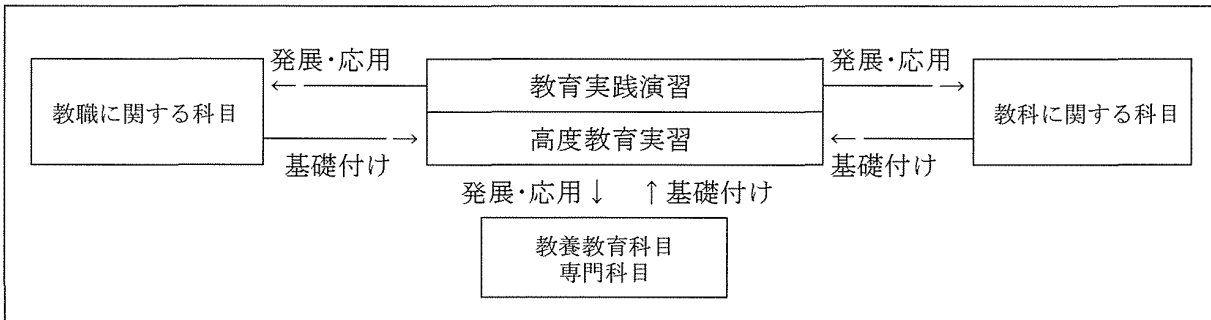 発展・応用
発展・応用
教育実践演習
教職に関する科目
教科に関する科目
高度教育実習
基礎付け
基礎付け
発展・応用↓ ↑基礎付け
教養教育科目
専門科目